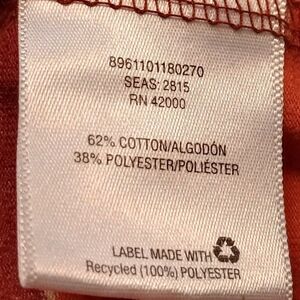 8961101180270
SEAS: 2815
RN 42000
62% COTTON/ALGODÓN
38% POLYESTER/POLIÉSTER
LABEL MADE WITH
Recycled (100%) POLYESTER